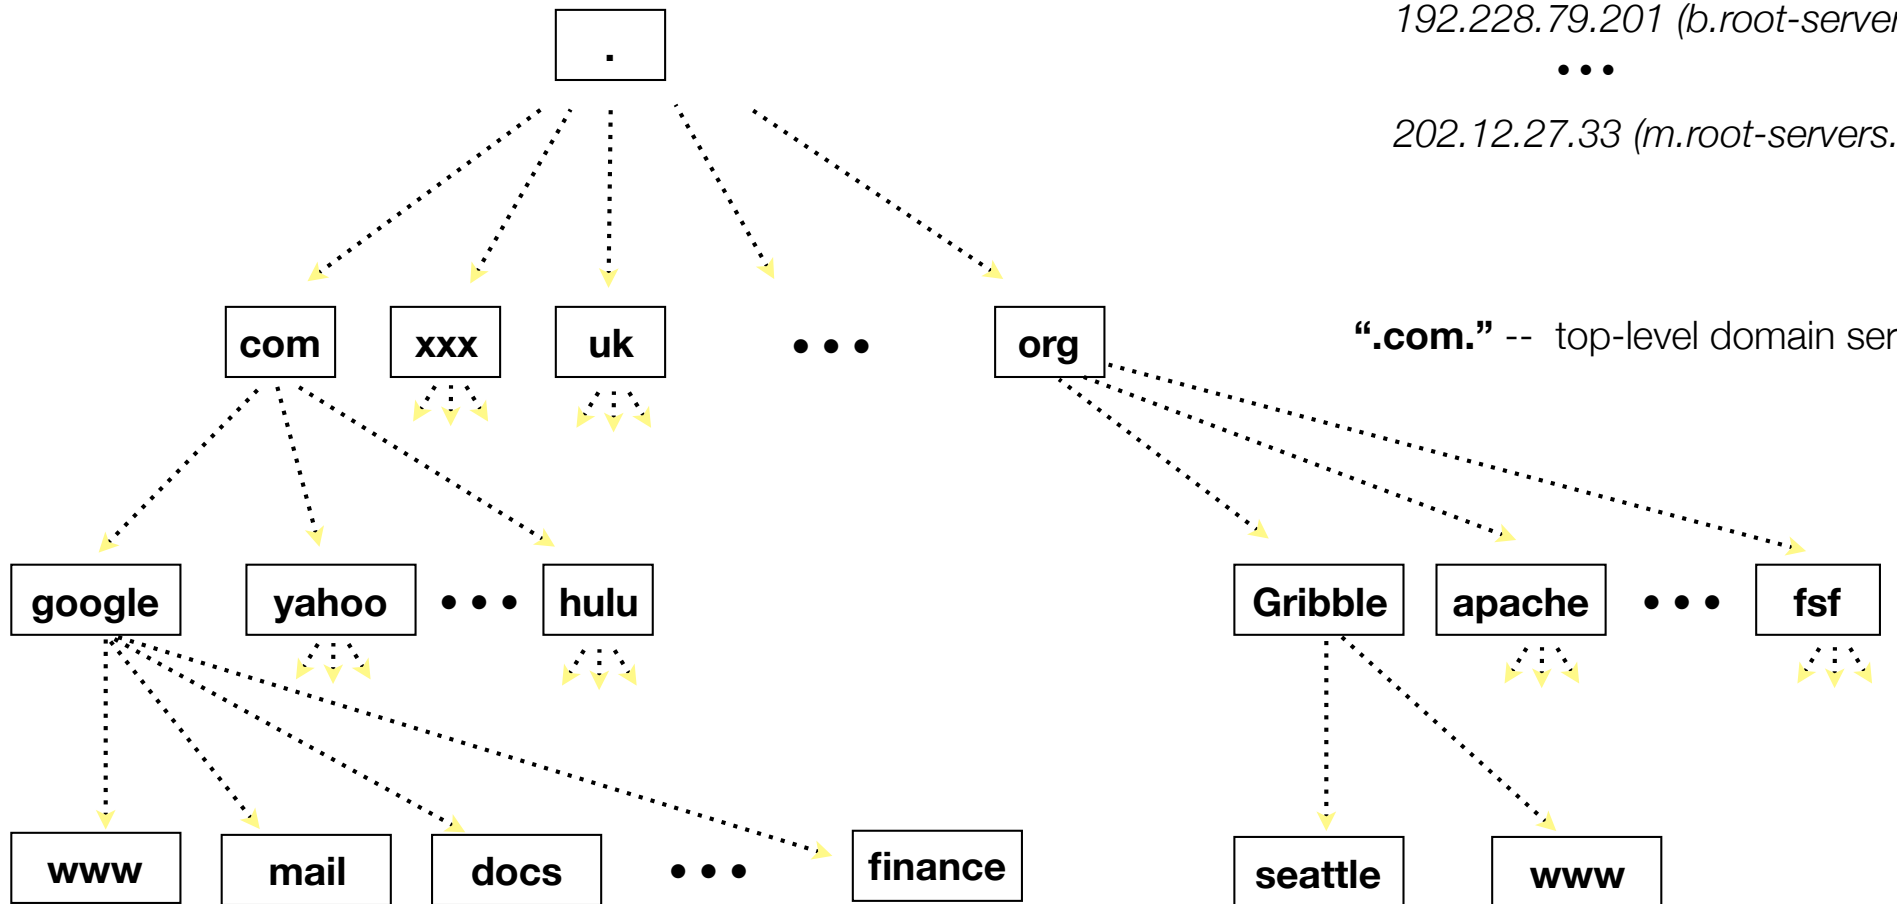 192.228.79.201 (b.root-server
•••
202.12.27.33 (m.root-servers.
.
com xxx uk ••• org
“.com.” -- top-level domain ser
google yahoo ••• hulu Gribble apache ••• fsf
www mail docs ••• finance seattle www